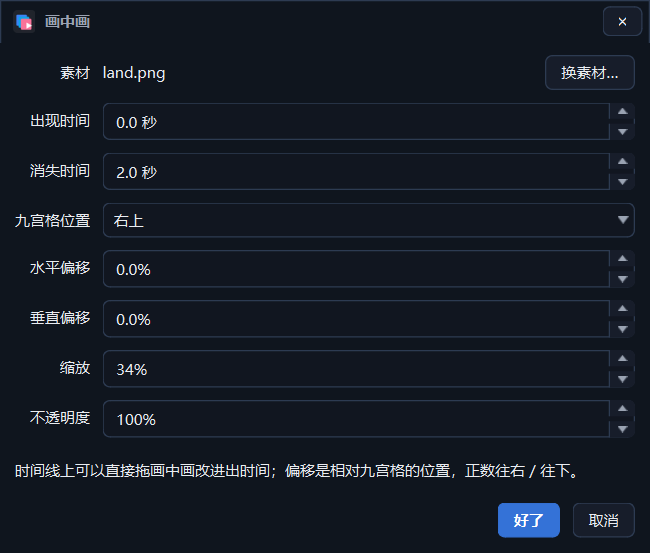 画中画
×
素材 land.png 换素材...
出现时间 0.0 秒
消失时间 2.0 秒
九宫格位置 右上
水平偏移 0.0%
垂直偏移 0.0%
缩放 34%
不透明度 100%
时间线上可以直接拖画中画改进出时间；偏移是相对九宫格的位置，正数往右 / 往下。
好了 取消